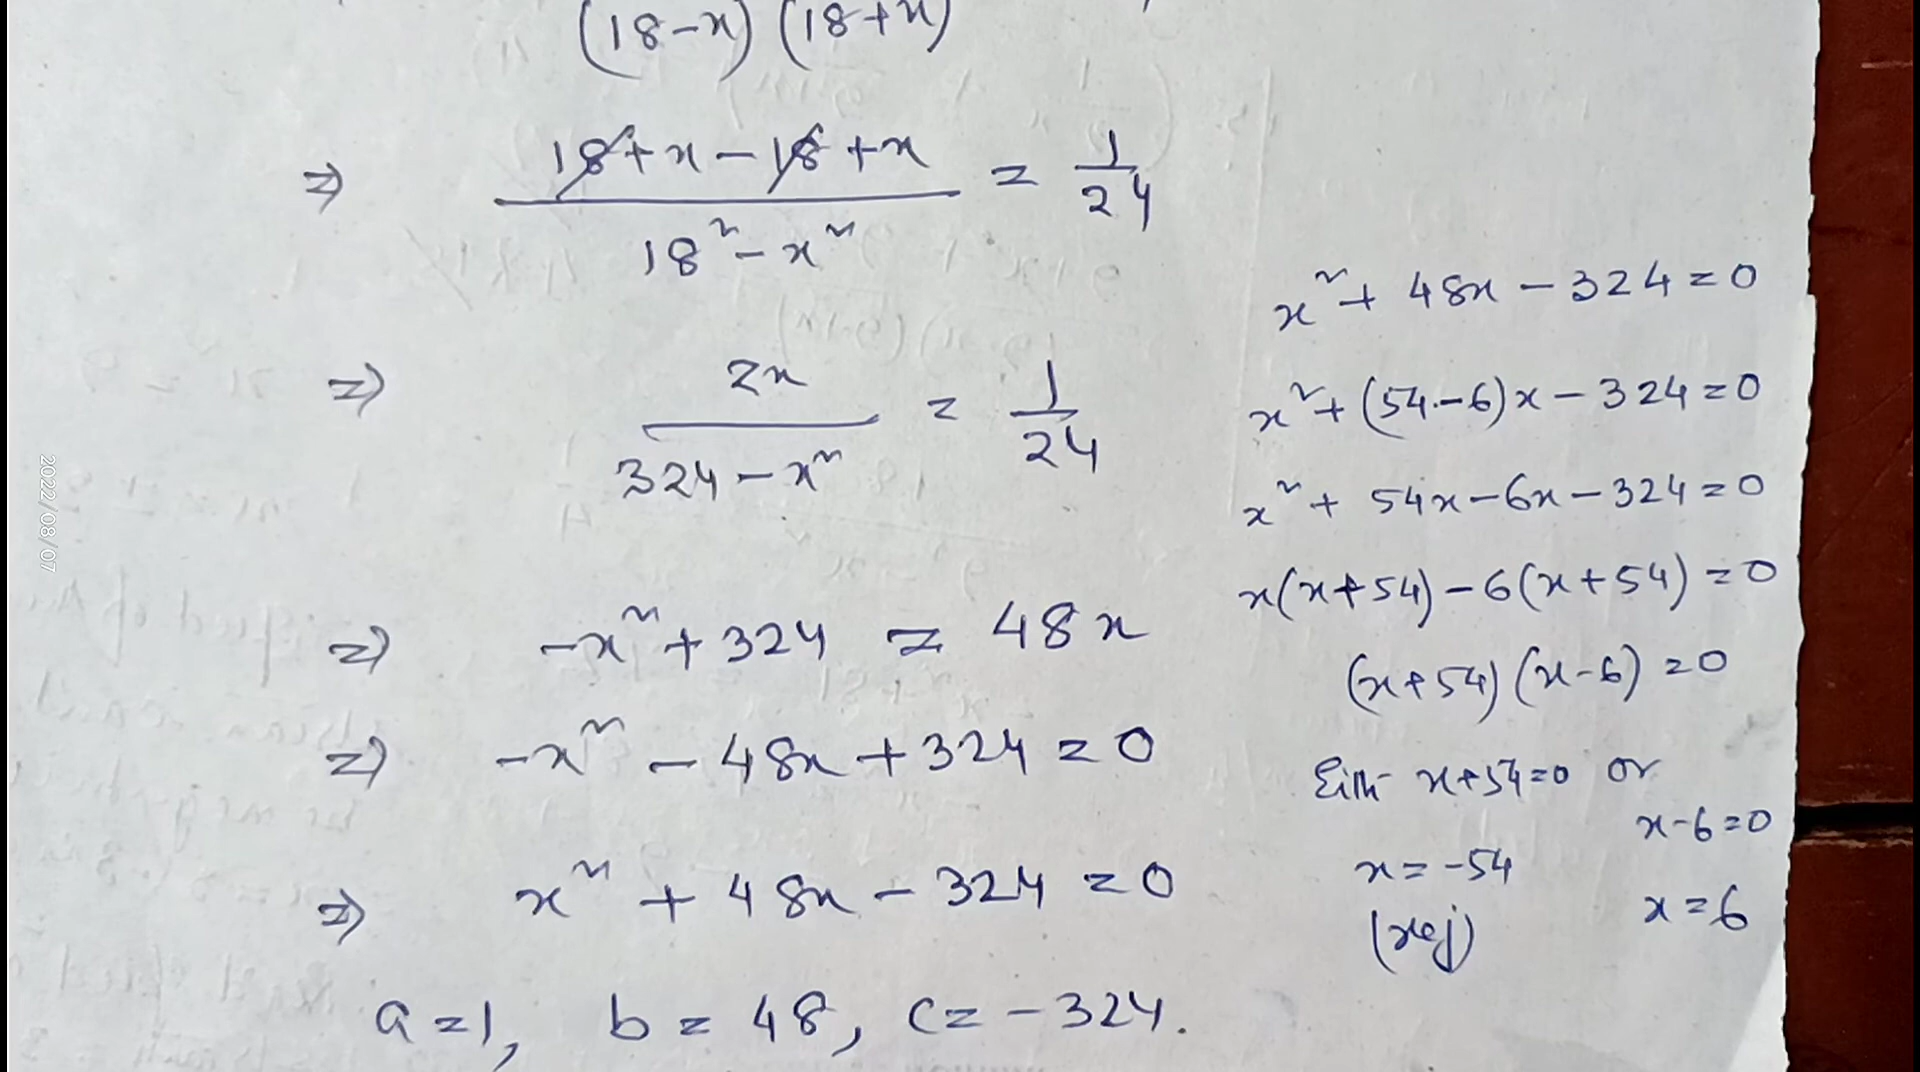 (18-x) (18+x)
⇒ (18+x-18+x)/(18²-x²) = 1/24
⇒ 2x/(324-x²) = 1/24
⇒ -x²+324 = 48x
⇒ -x²-48x+324=0
⇒ x²+48x-324=0
a=1, b=48, c=-324.
x²+48x-324=0
x²+(54-6)x-324=0
x²+54x-6x-324=0
x(x+54)-6(x+54)=0
(x+54)(x-6)=0
x+54=0 or
x-6=0
x=-54
x=6
(rej)
2022/08/07